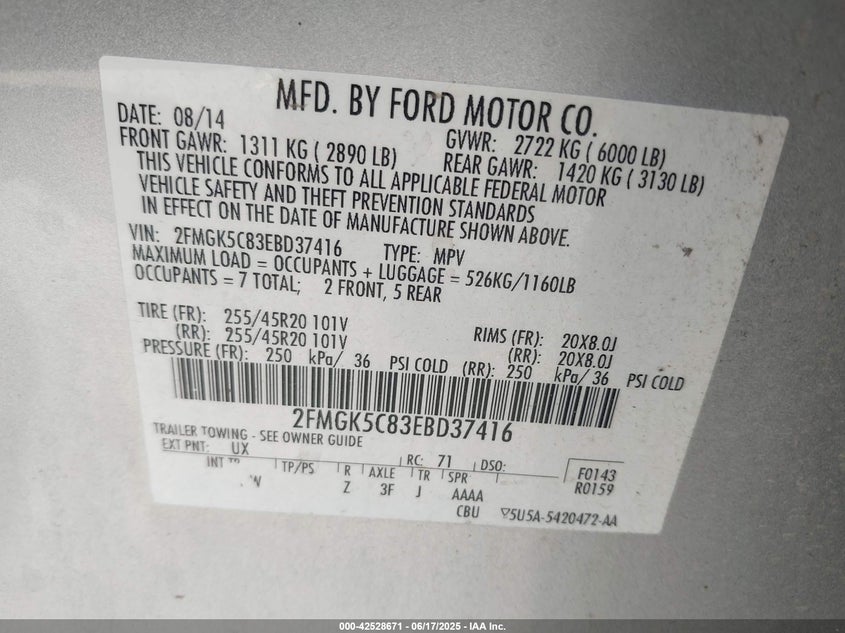 MFD. BY FORD MOTOR CO.
DATE: 08/14 GVWR: 2722 KG ( 6000 LB)
FRONT GAWR: 1311 KG ( 2890 LB) REAR GAWR: 1420 KG ( 3130 LB)
THIS VEHICLE CONFORMS TO ALL APPLICABLE FEDERAL MOTOR
VEHICLE SAFETY AND THEFT PREVENTION STANDARDS
IN EFFECT ON THE DATE OF MANUFACTURE SHOWN ABOVE.
VIN: 2FMGK5C83EBD37416 TYPE: MPV
MAXIMUM LOAD = OCCUPANTS + LUGGAGE = 526KG/1160LB
OCCUPANTS = 7 TOTAL; 2 FRONT, 5 REAR
TIRE (FR): 255/45R20 101V RIMS (FR): 20X8.0J
(RR): 255/45R20 101V (RR): 20X8.0J
PRESSURE (FR): 250 kPa/ 36 PSI COLD (RR): 250 kPa/ 36 PSI COLD
2FMGK5C83EBD37416
TRAILER TOWING - SEE OWNER GUIDE
EXT PNT: UX RC: 71 DSO: F0143
INT TP/PS R AXLE TR SPR R0159
W Z 3F J AAAA
CBU ▽5U5A-5420472-AA
000-42528671 - 06/17/2025 - IAA Inc.